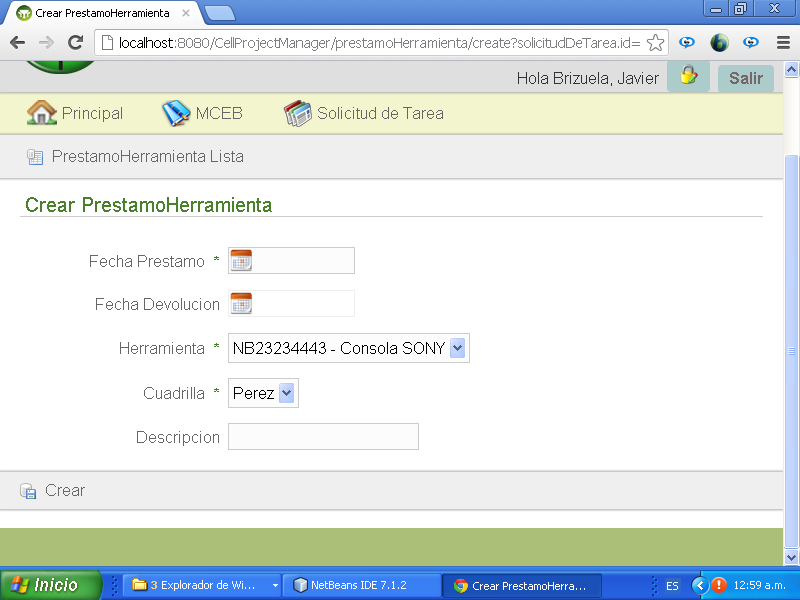 Crear PrestamoHerramienta
localhost:8080/CellProjectManager/prestamoHerramienta/create?solicitudDeTarea.id=
Hola Brizuela, Javier
Salir
Principal MCEB Solicitud de Tarea
PrestamoHerramienta Lista
Crear PrestamoHerramienta
Fecha Prestamo *
Fecha Devolucion
Herramienta * NB23234443 - Consola SONY
Cuadrilla * Perez
Descripcion
Crear
Inicio 3 Explorador de Wi... NetBeans IDE 7.1.2 Crear PrestamoHerra... ES 12:59 a.m.